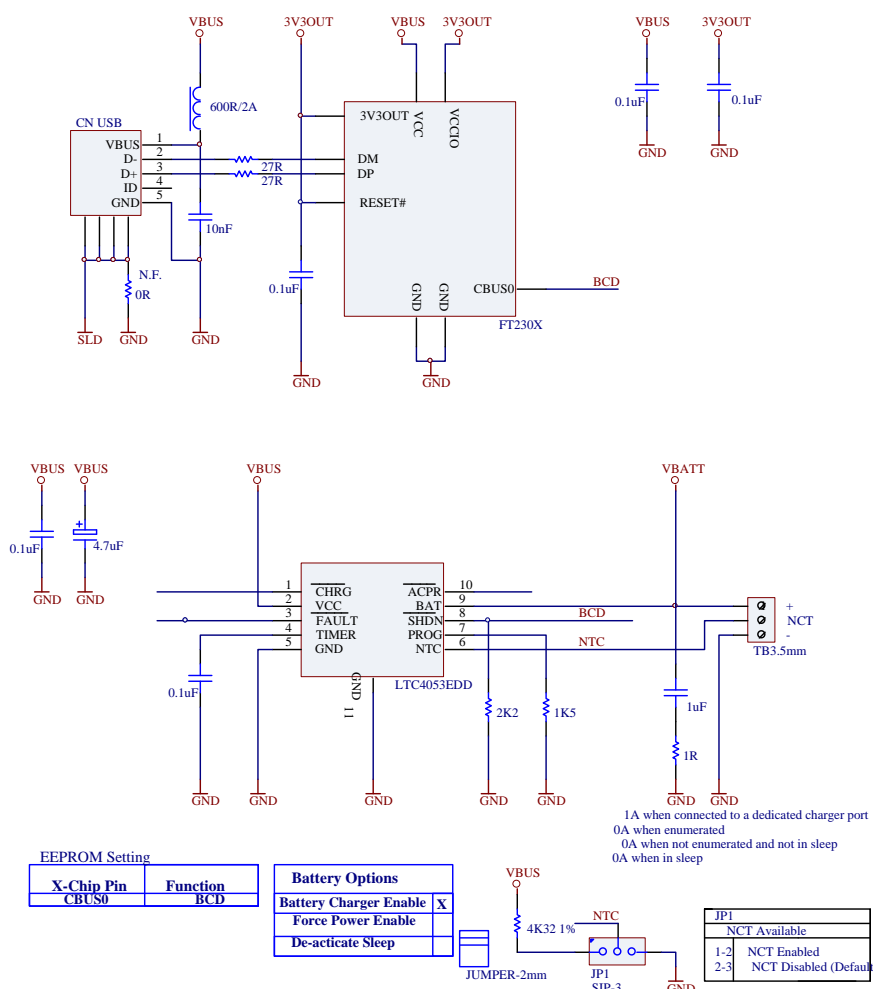 VBUS
3V3OUT
VBUS
3V3OUT
VBUS
3V3OUT
600R/2A
0.1uF
0.1uF
GND
GND
CN USB
VBUS
D-
D+
ID
GND
1
2
3
4
5
27R
27R
10nF
N.F.
0R
SLD
GND
GND
0.1uF
GND
3V3OUT
VCC
VCCIO
DM
DP
RESET#
CBUS0
GND
GND
BCD
FT230X
GND
VBUS
VBUS
VBUS
VBATT
0.1uF
4.7uF
GND
GND
1
2
3
4
5
CHRG
VCC
FAULT
TIMER
GND
ACPR
BAT
SHDN
PROG
NTC
10
9
8
7
6
GND
11
LTC4053EDD
BCD
NTC
+
NCT
-
TB3.5mm
0.1uF
2K2
1K5
1uF
1R
GND
GND
GND
GND
GND
GND
GND
1A when connected to a dedicated charger port
0A when enumerated
0A when not enumerated and not in sleep
0A when in sleep
EEPROM Setting
X-Chip Pin Function
CBUS0 BCD
Battery Options
Battery Charger Enable X
Force Power Enable
De-acticate Sleep
JUMPER-2mm
VBUS
4K32 1%
NTC
JP1
SIP-3
GND
JP1
NCT Available
1-2 NCT Enabled
2-3 NCT Disabled (Default